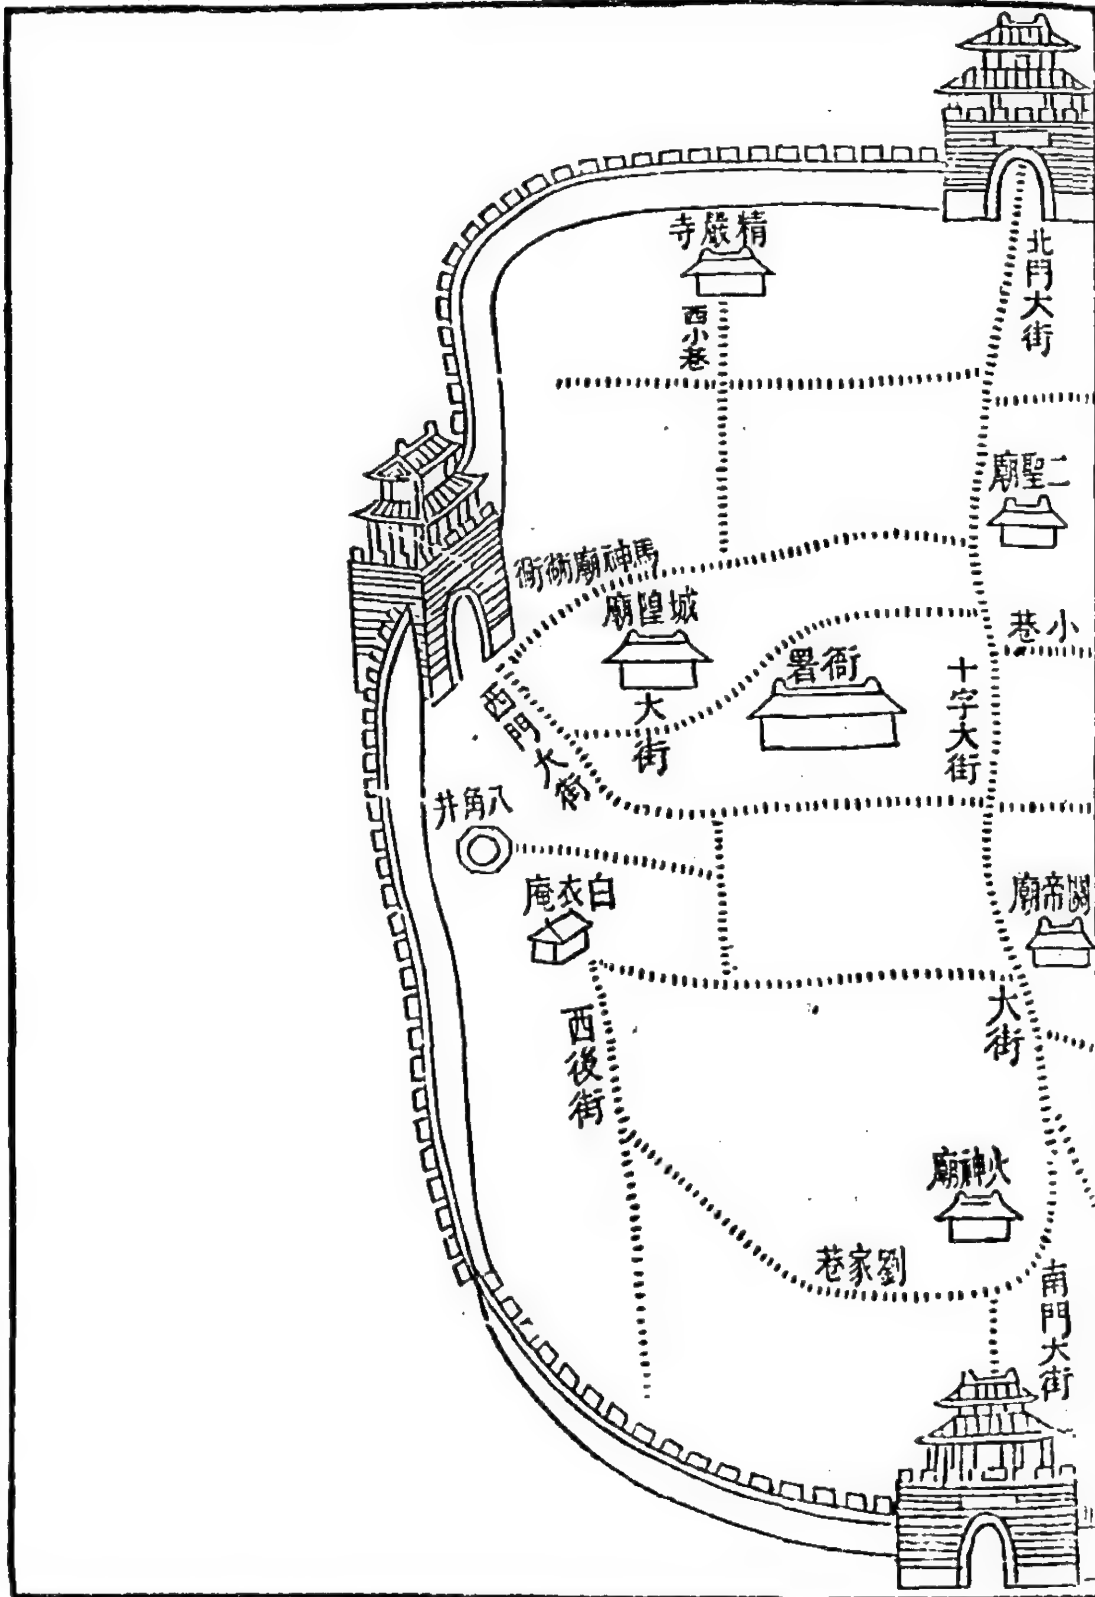 精嚴寺
北門大街
西小巷
二聖廟
馬神廟衚衕
城隍廟
小巷
衙署
十字大街
西門大街
大街
八角井
關帝廟
白衣庵
大街
西後街
火神廟
劉家巷
南門大街